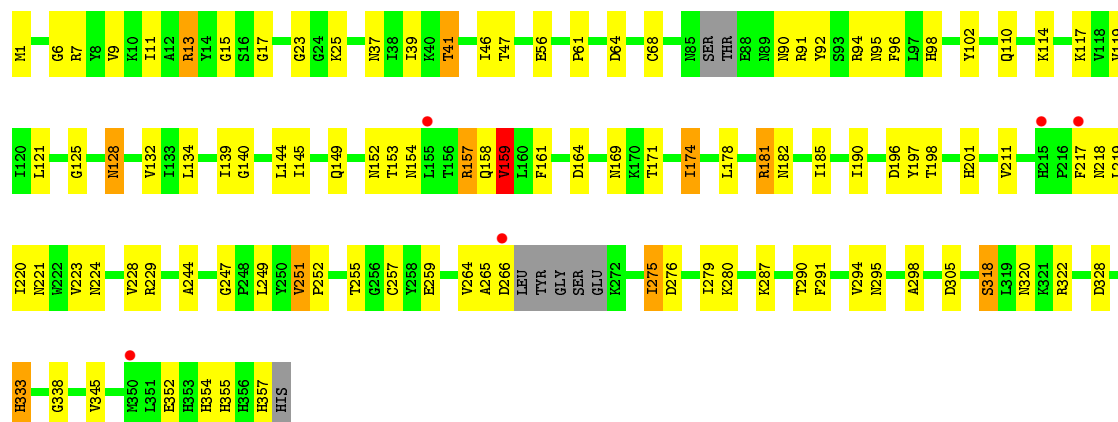 M1 G6 R7 Y8 V9 K10 I11 A12 R13 Y14 G15 S16 G17 G23 G24 K25 N37 I38 I39 K40 T41 I46 T47 E56 P61 D64 C68 N85 SER THR E88 N89 N90 R91 Y92 S93 R94 N95 F96 L97 H98 Y102 Q110 K114 K117 V118
I120 L121 G125 N128 V132 I133 L134 I139 G140 L144 I145 Q149 N152 T153 N154 L155 T156 R157 Q158 V159 L160 F161 D164 N169 K170 T171 I174 L178 R181 N182 I185 I190 D196 Y197 T198 H201 V211 H215 P216 F217 N218
I220 N221 W222 V223 N224 V228 R229 A244 G247 P248 L249 Y250 V251 P252 T255 G256 C257 Y258 E259 V264 A265 D266 LEU TYR GLY SER GLU K272 I275 D276 I279 K280 K287 T290 F291 V294 N295 A298 D305 S318 L319 N320 K321 R322 D328
H333 G338 V345 M350 L351 E352 H353 H354 H355 H356 H357 HIS